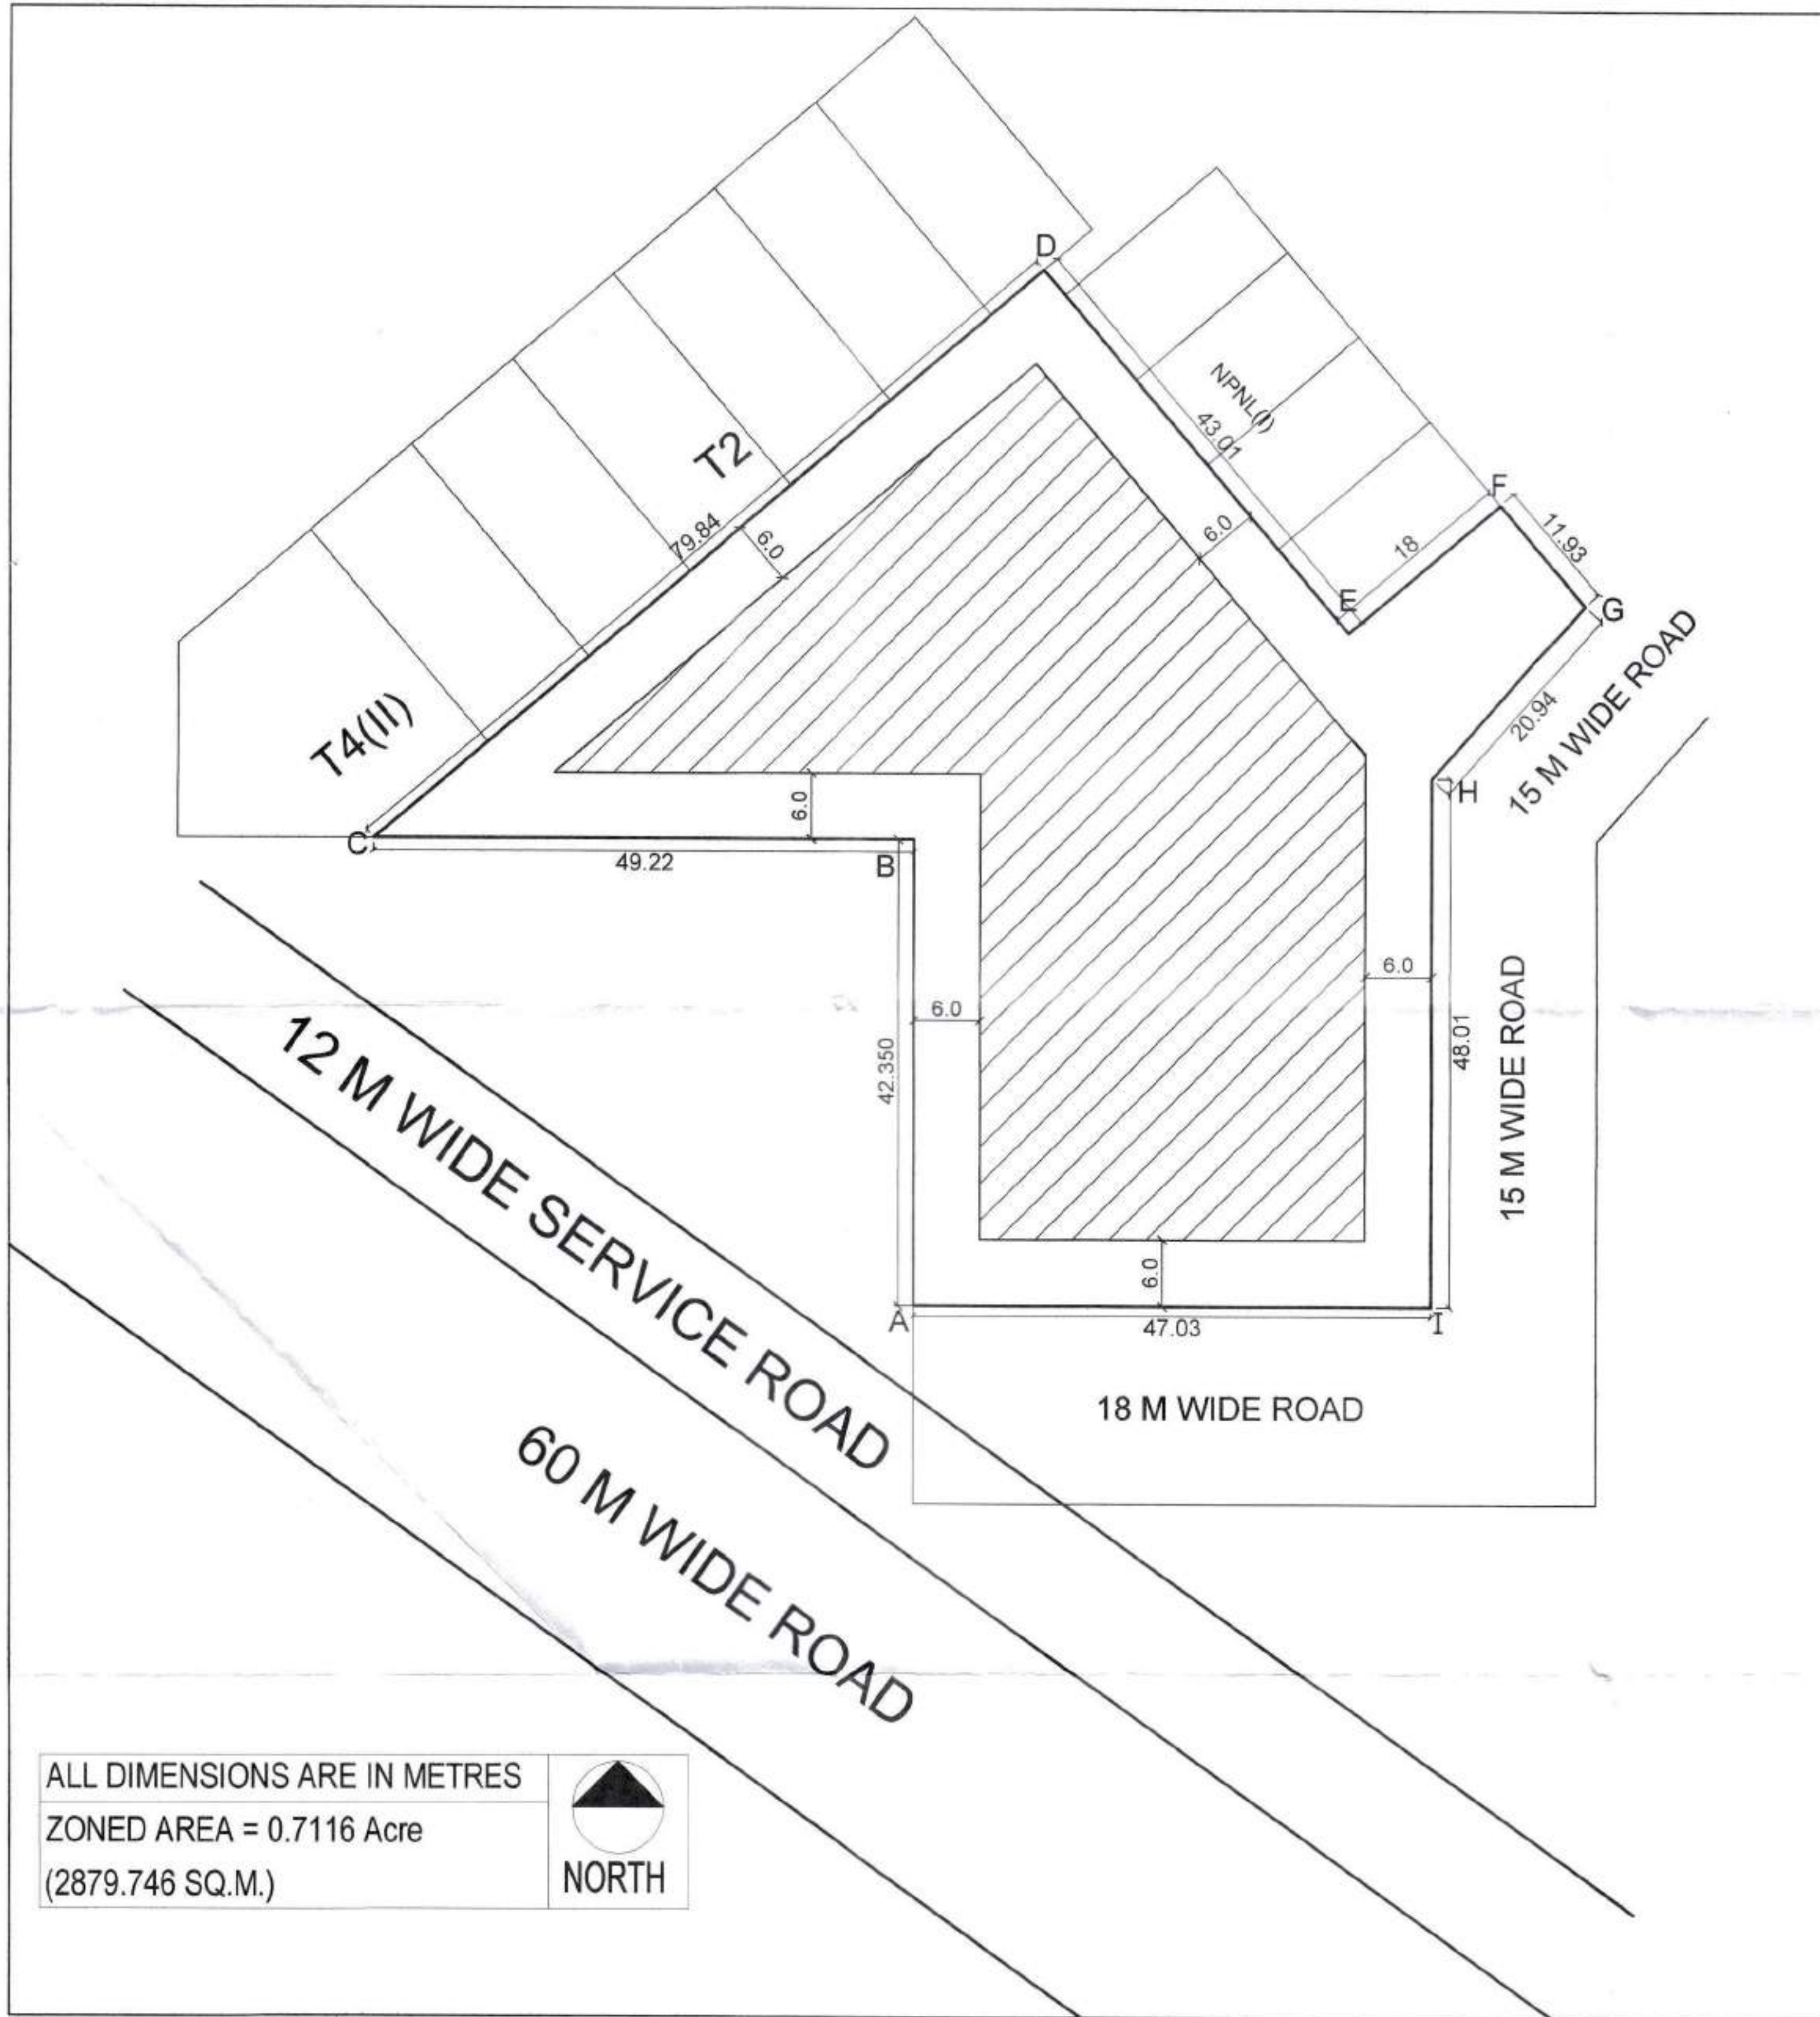 D
NPNL(I)
43.01
F
11.93
T2
79.84
6.0
6.0
18
E
G
15 M WIDE ROAD
20.94
T4(II)
H
6.0
C
49.22
B
6.0
6.0
15 M WIDE ROAD
48.01
42.350
12 M WIDE SERVICE ROAD
6.0
A
47.03
I
18 M WIDE ROAD
60 M WIDE ROAD
ALL DIMENSIONS ARE IN METRES
ZONED AREA = 0.7116 Acre
(2879.746 SQ.M.)
NORTH